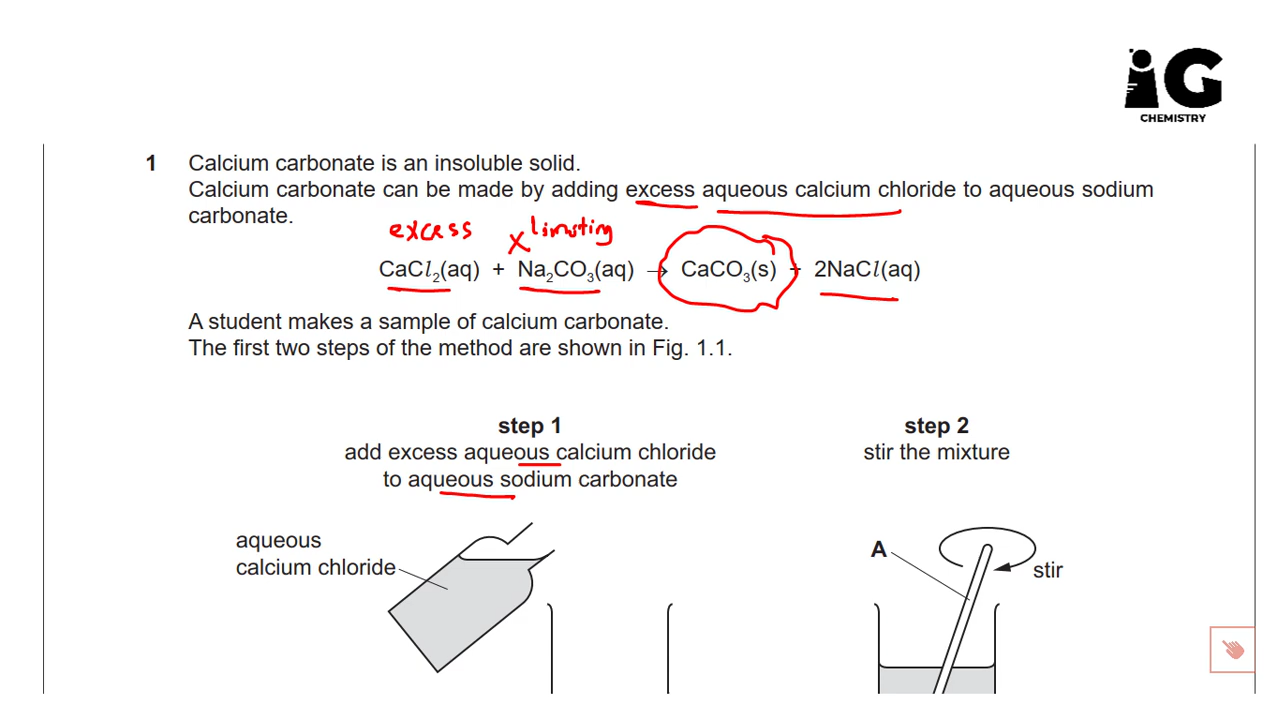 iG
CHEMISTRY
1 Calcium carbonate is an insoluble solid.
Calcium carbonate can be made by adding excess aqueous calcium chloride to aqueous sodium
carbonate.
excess x limiting
CaCl₂(aq) + Na₂CO₃(aq) → CaCO₃(s) + 2NaCl(aq)
A student makes a sample of calcium carbonate.
The first two steps of the method are shown in Fig. 1.1.
step 1
add excess aqueous calcium chloride
to aqueous sodium carbonate
aqueous
calcium chloride
step 2
stir the mixture
A
stir